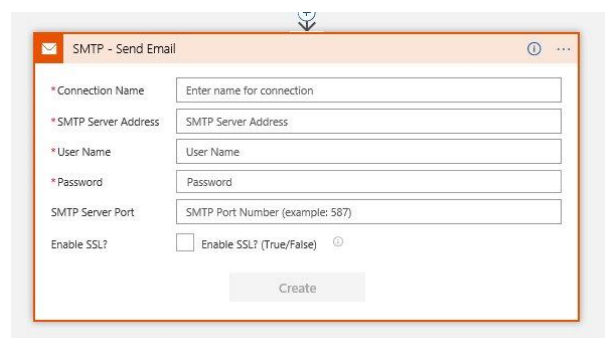 SMTP - Send Email
*Connection Name Enter name for connection
*SMTP Server Address SMTP Server Address
*User Name User Name
*Password Password
SMTP Server Port SMTP Port Number (example: 587)
Enable SSL? Enable SSL? (True/False)
Create